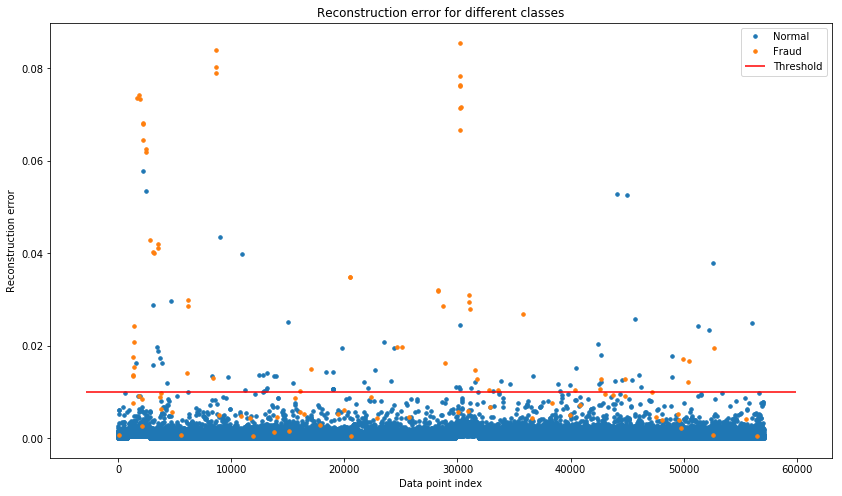 Reconstruction error for different classes
Normal
Fraud
Threshold
Reconstruction error
0.08
0.06
0.04
0.02
0.00
0
10000
20000
30000
40000
50000
60000
Data point index